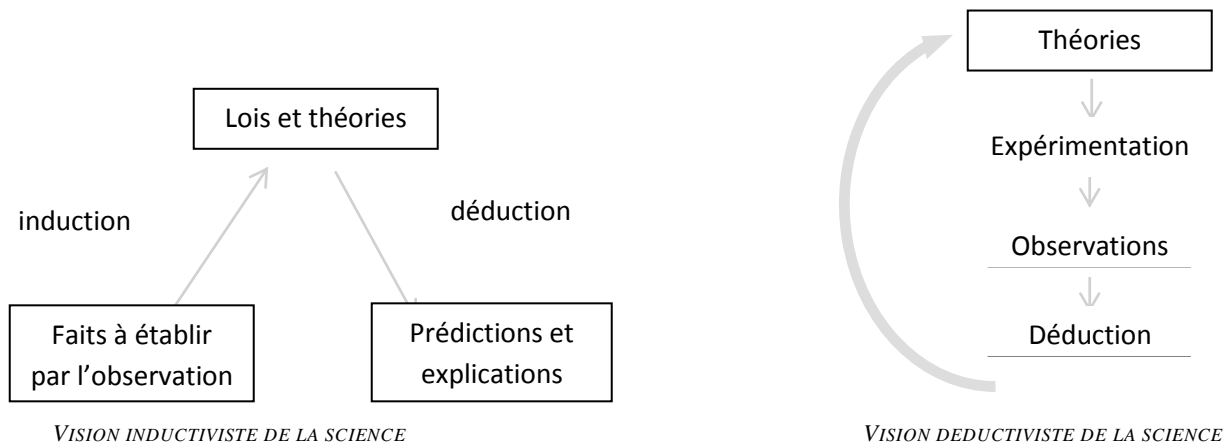 Lois et théories
induction
déduction
Faits à établir
par l’observation
Prédictions et
explications
VISION INDUCTIVISTE DE LA SCIENCE
Théories
Expérimentation
Observations
Déduction
VISION DEDUCTIVISTE DE LA SCIENCE